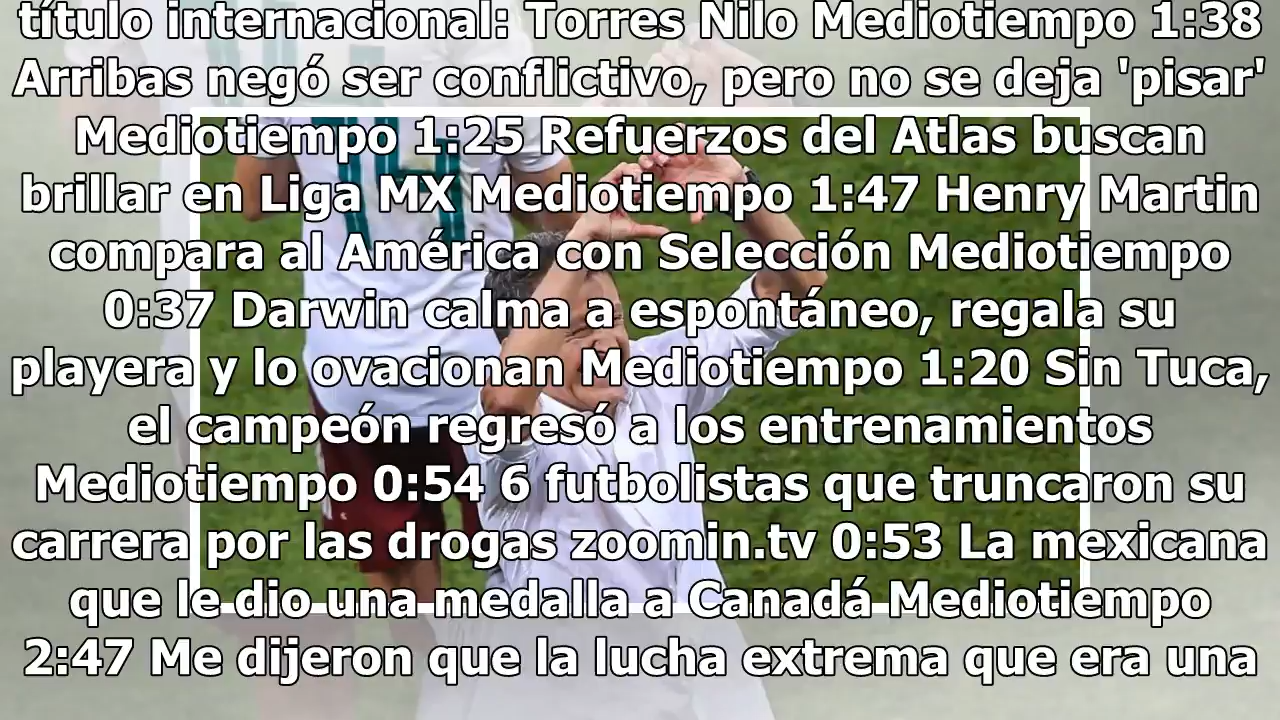 título internacional: Torres Nilo Mediotiempo 1:38
Arribas negó ser conflictivo, pero no se deja 'pisar'
Mediotiempo 1:25 Refuerzos del Atlas buscan
brillar en Liga MX Mediotiempo 1:47 Henry Martin
compara al América con Selección Mediotiempo
0:37 Darwin calma a espontáneo, regala su
playera y lo ovacionan Mediotiempo 1:20 Sin Tuca,
el campeón regresó a los entrenamientos
Mediotiempo 0:54 6 futbolistas que truncaron su
carrera por las drogas zoomin.tv 0:53 La mexicana
que le dio una medalla a Canadá Mediotiempo
2:47 Me dijeron que la lucha extrema que era una
14